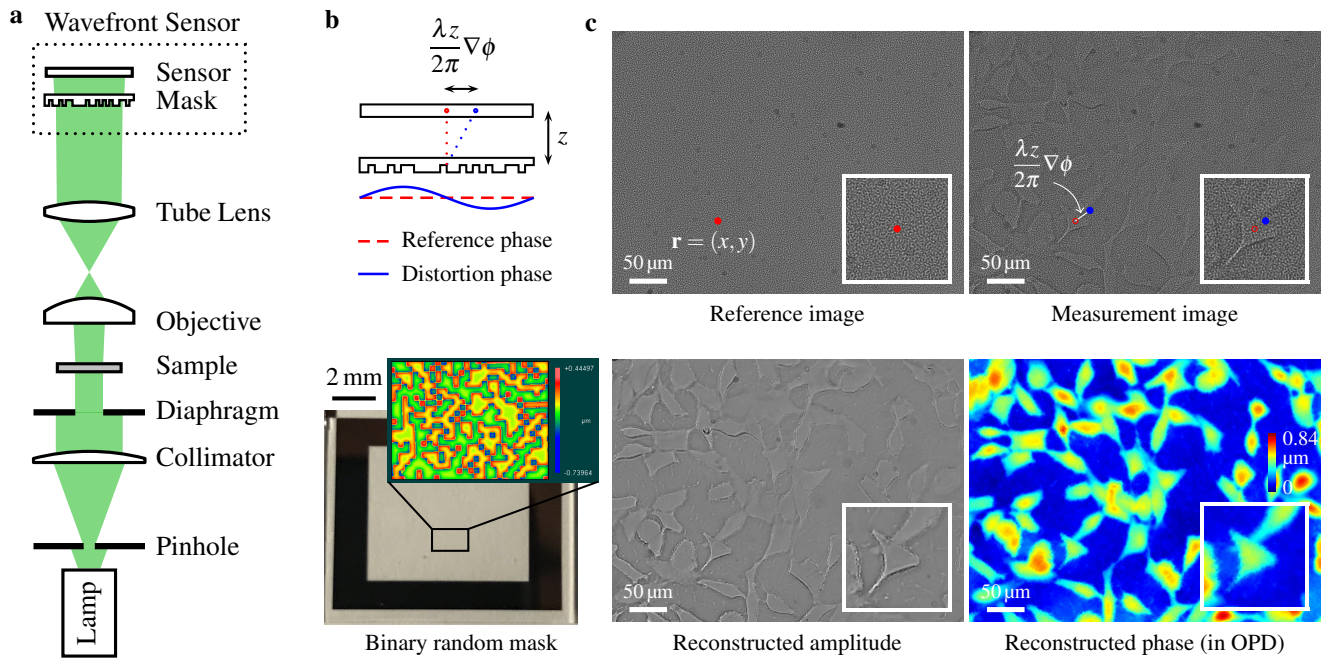 a
Wavefront Sensor
Sensor
Mask
Tube Lens
Objective
Sample
Diaphragm
Collimator
Pinhole
Lamp
b
λz/2π ∇ϕ
z
Reference phase
Distortion phase
2 mm
+0.44497
μm
-0.73964
Binary random mask
c
r = (x, y)
50 μm
Reference image
λz/2π ∇ϕ
50 μm
Measurement image
50 μm
Reconstructed amplitude
0.84
μm
0
50 μm
Reconstructed phase (in OPD)